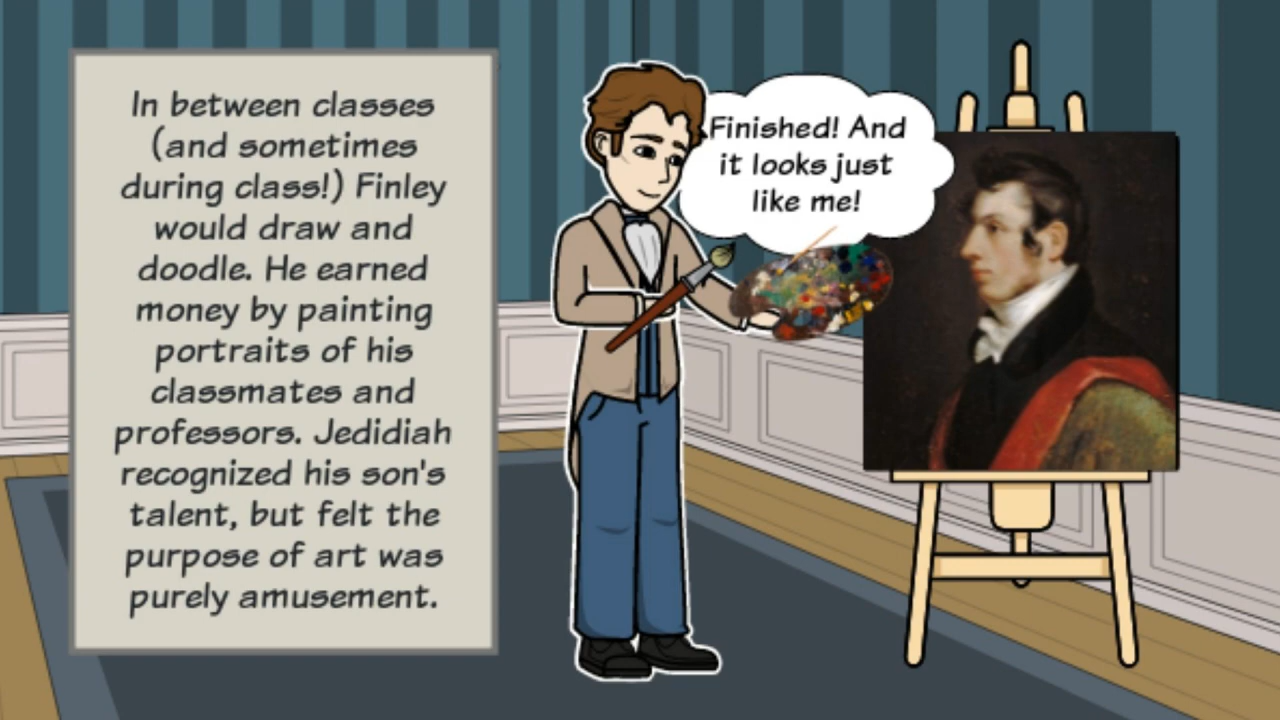 In between classes
(and sometimes
during class!) Finley
would draw and
doodle. He earned
money by painting
portraits of his
classmates and
professors. Jedidiah
recognized his son's
talent, but felt the
purpose of art was
purely amusement.
Finished! And
it looks just
like me!